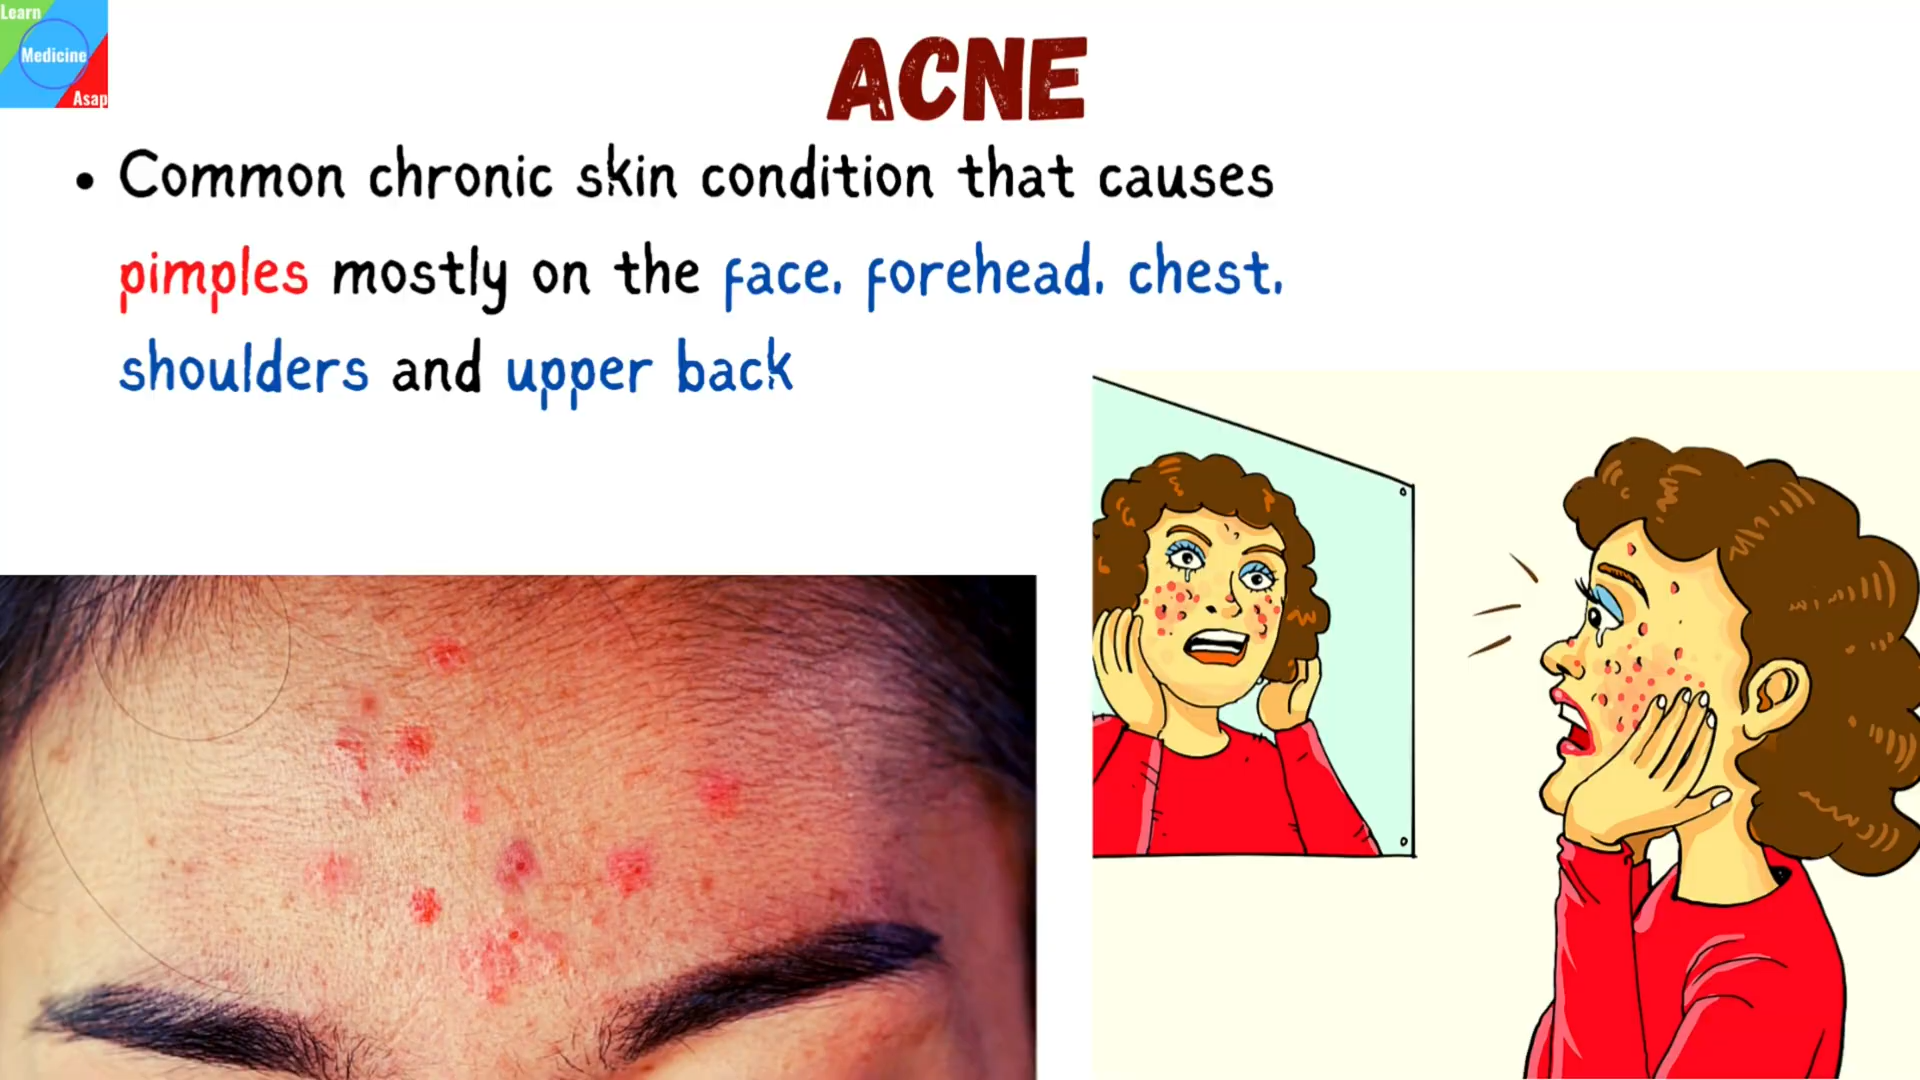 Learn
Medicine
Asap
ACNE
• Common chronic skin condition that causes
pimples mostly on the face, forehead, chest,
shoulders and upper back